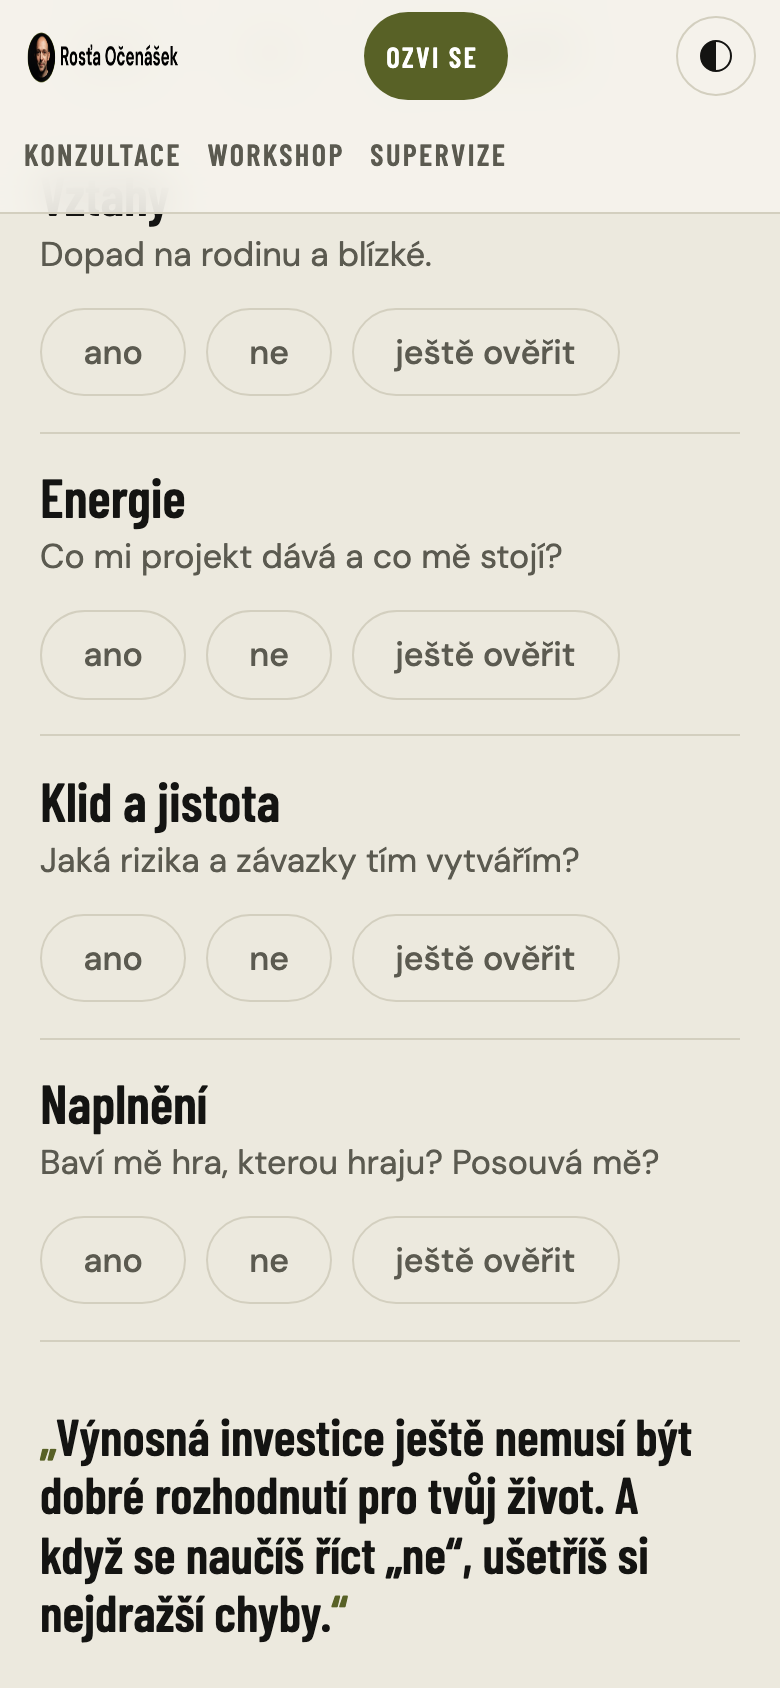 Rosťa Očenášek
OZVI SE
KONZULTACE WORKSHOP SUPERVIZE
Vztahy
Dopad na rodinu a blízké.
ano ne ještě ověřit
Energie
Co mi projekt dává a co mě stojí?
ano ne ještě ověřit
Klid a jistota
Jaká rizika a závazky tím vytvářím?
ano ne ještě ověřit
Naplnění
Baví mě hra, kterou hraju? Posouvá mě?
ano ne ještě ověřit
„Výnosná investice ještě nemusí být
dobré rozhodnutí pro tvůj život. A
když se naučíš říct „ne“, ušetříš si
nejdražší chyby.“